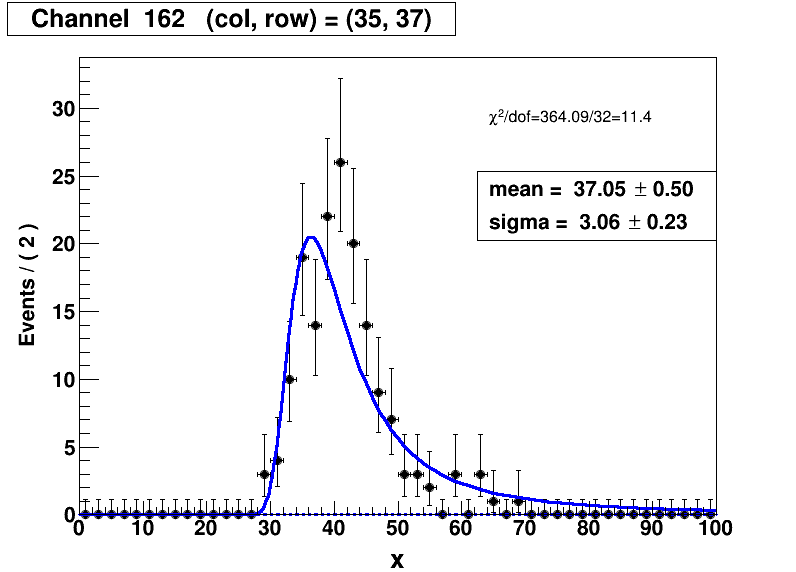 Channel 162 (col, row) = (35, 37)
χ²/dof=364.09/32=11.4
mean = 37.05 ± 0.50
sigma = 3.06 ± 0.23
Events / ( 2 )
30
25
20
15
10
5
0
0 10 20 30 40 50 60 70 80 90 100
x